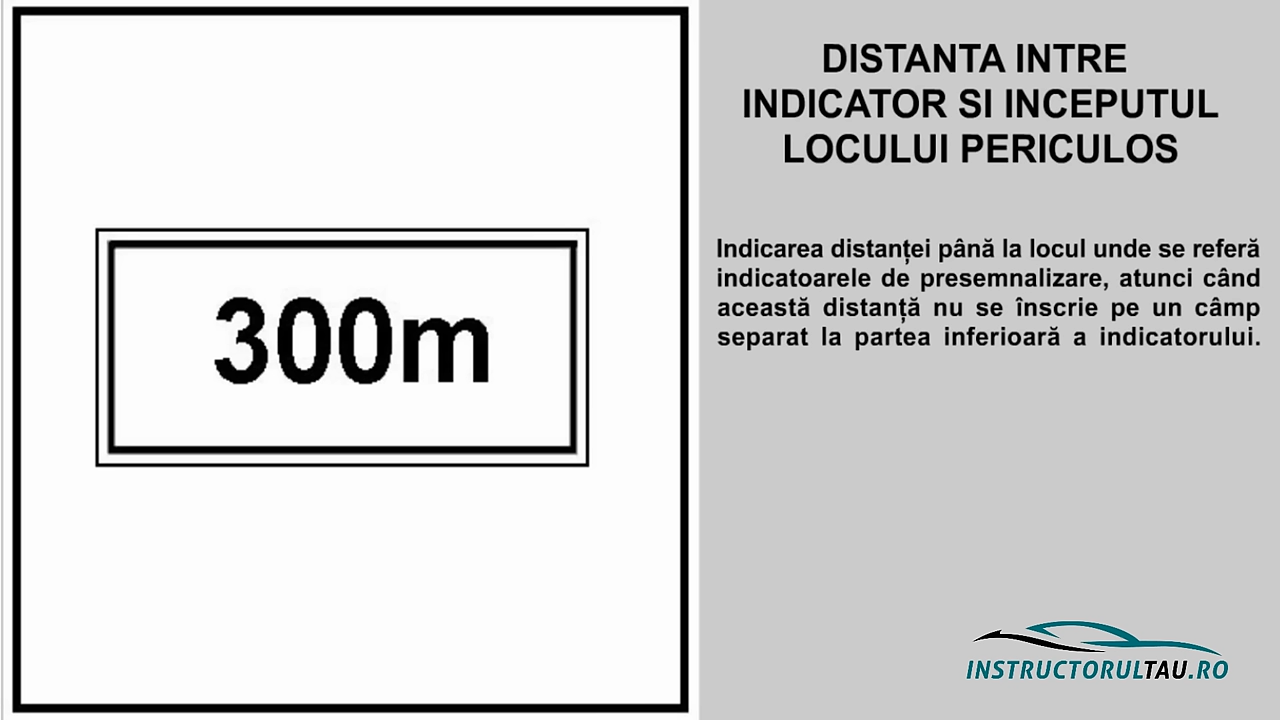 300m
DISTANTA INTRE
INDICATOR SI INCEPUTUL
LOCULUI PERICULOS
Indicarea distanței până la locul unde se referă
indicatoarele de presemnalizare, atunci când
această distanță nu se înscrie pe un câmp
separat la partea inferioară a indicatorului.
INSTRUCTORULTAU.RO